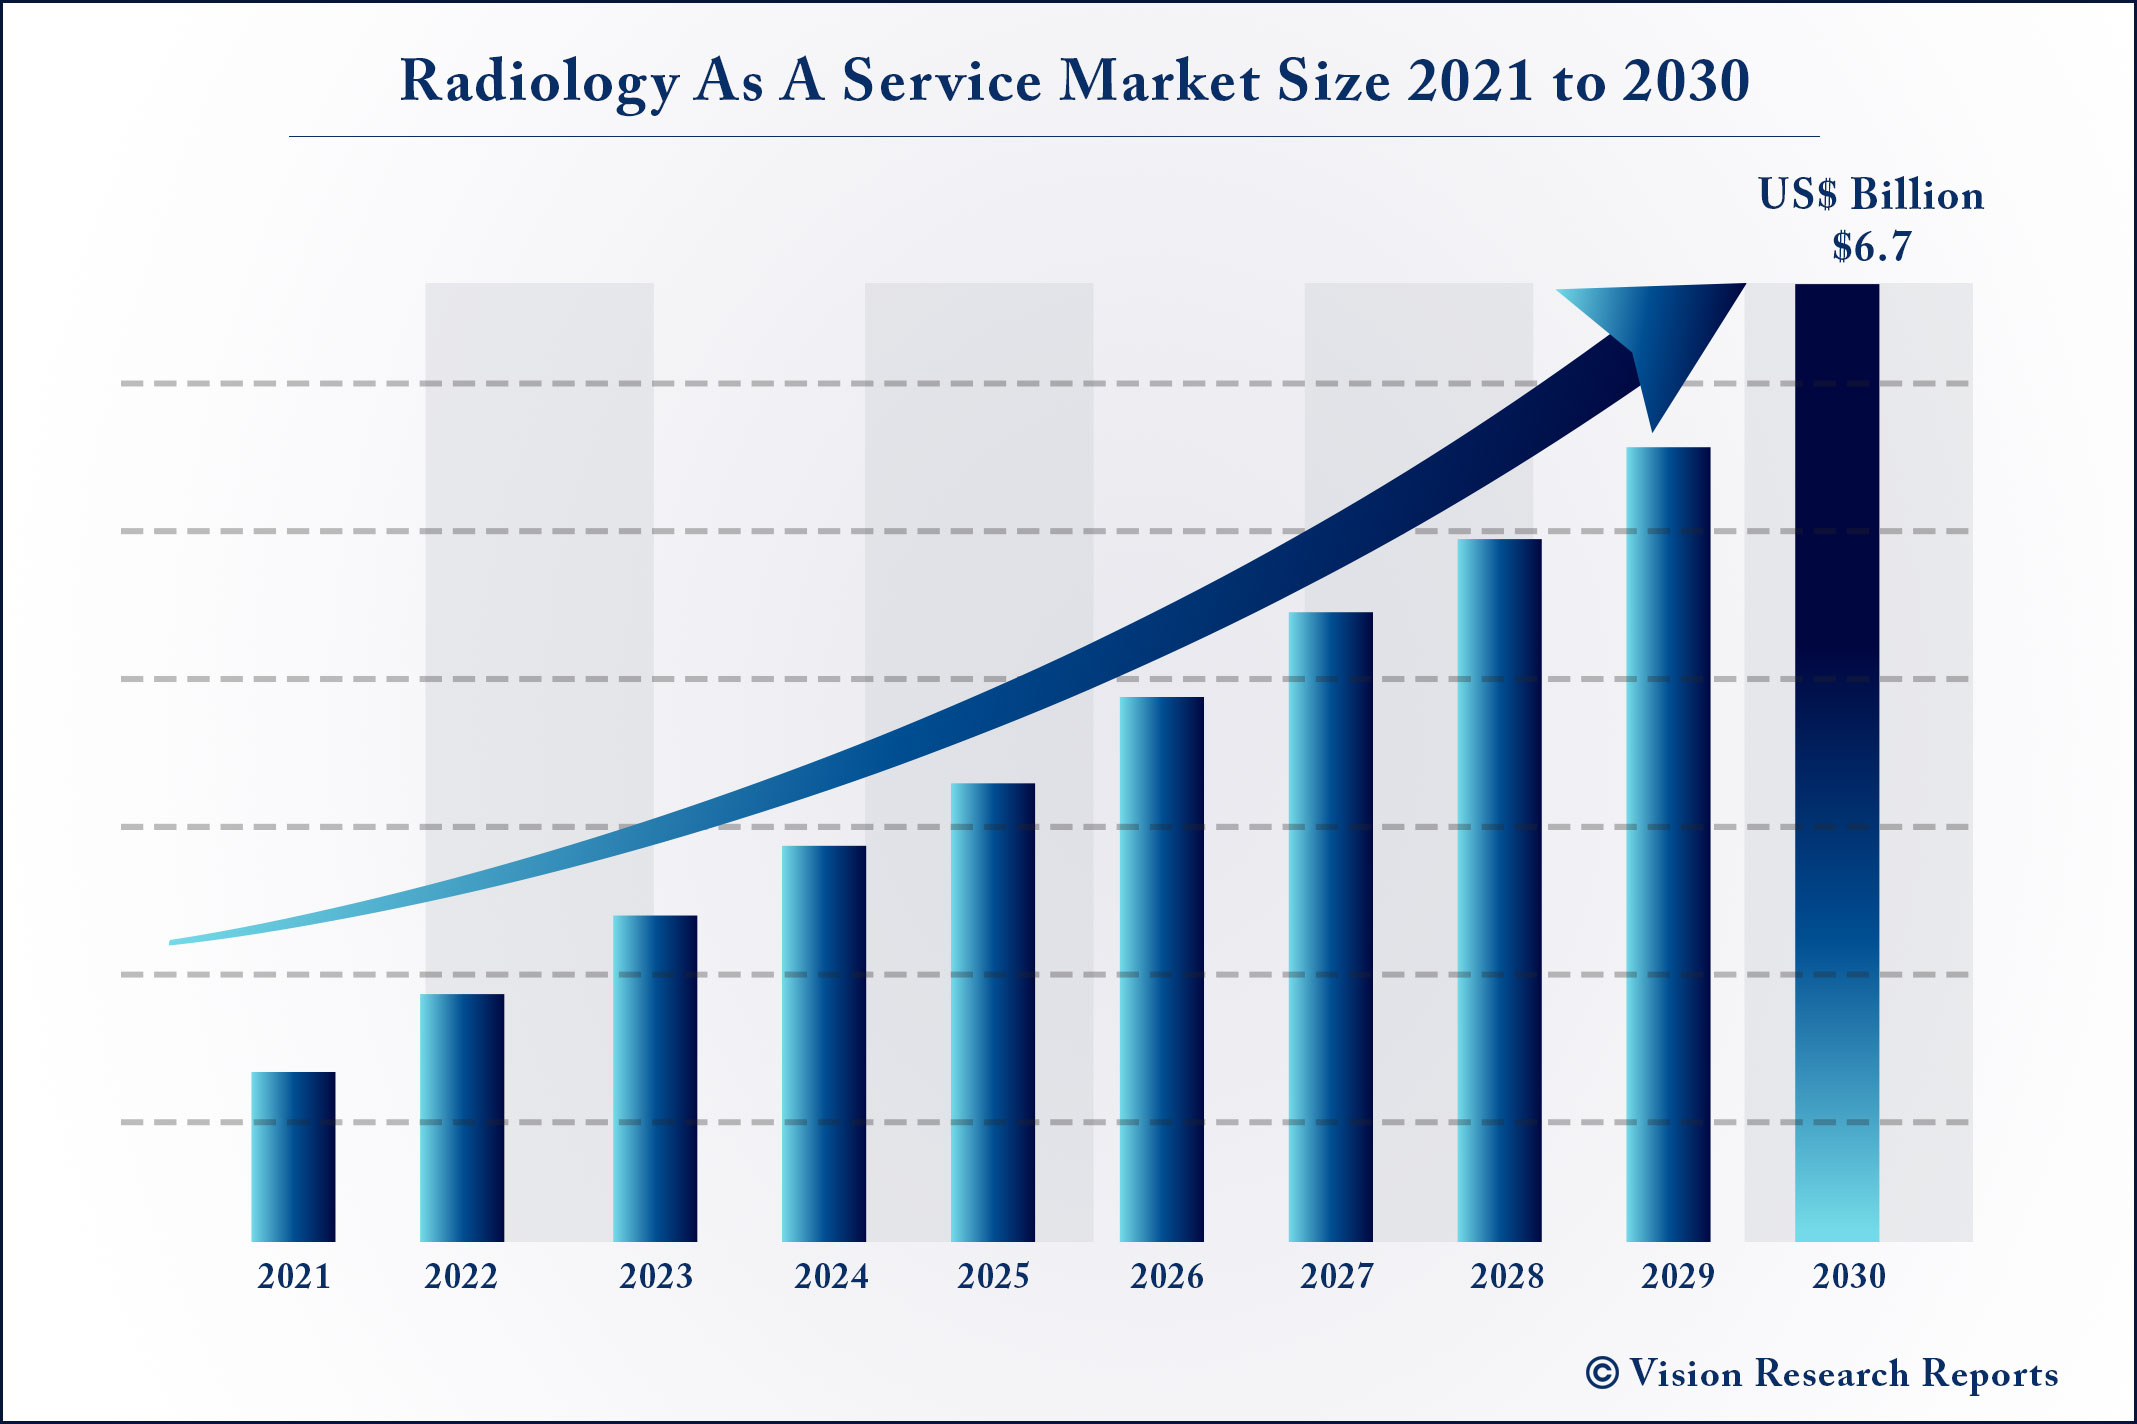 Radiology As A Service Market Size 2021 to 2030
US$ Billion
$6.7
2021 2022 2023 2024 2025 2026 2027 2028 2029 2030
© Vision Research Reports